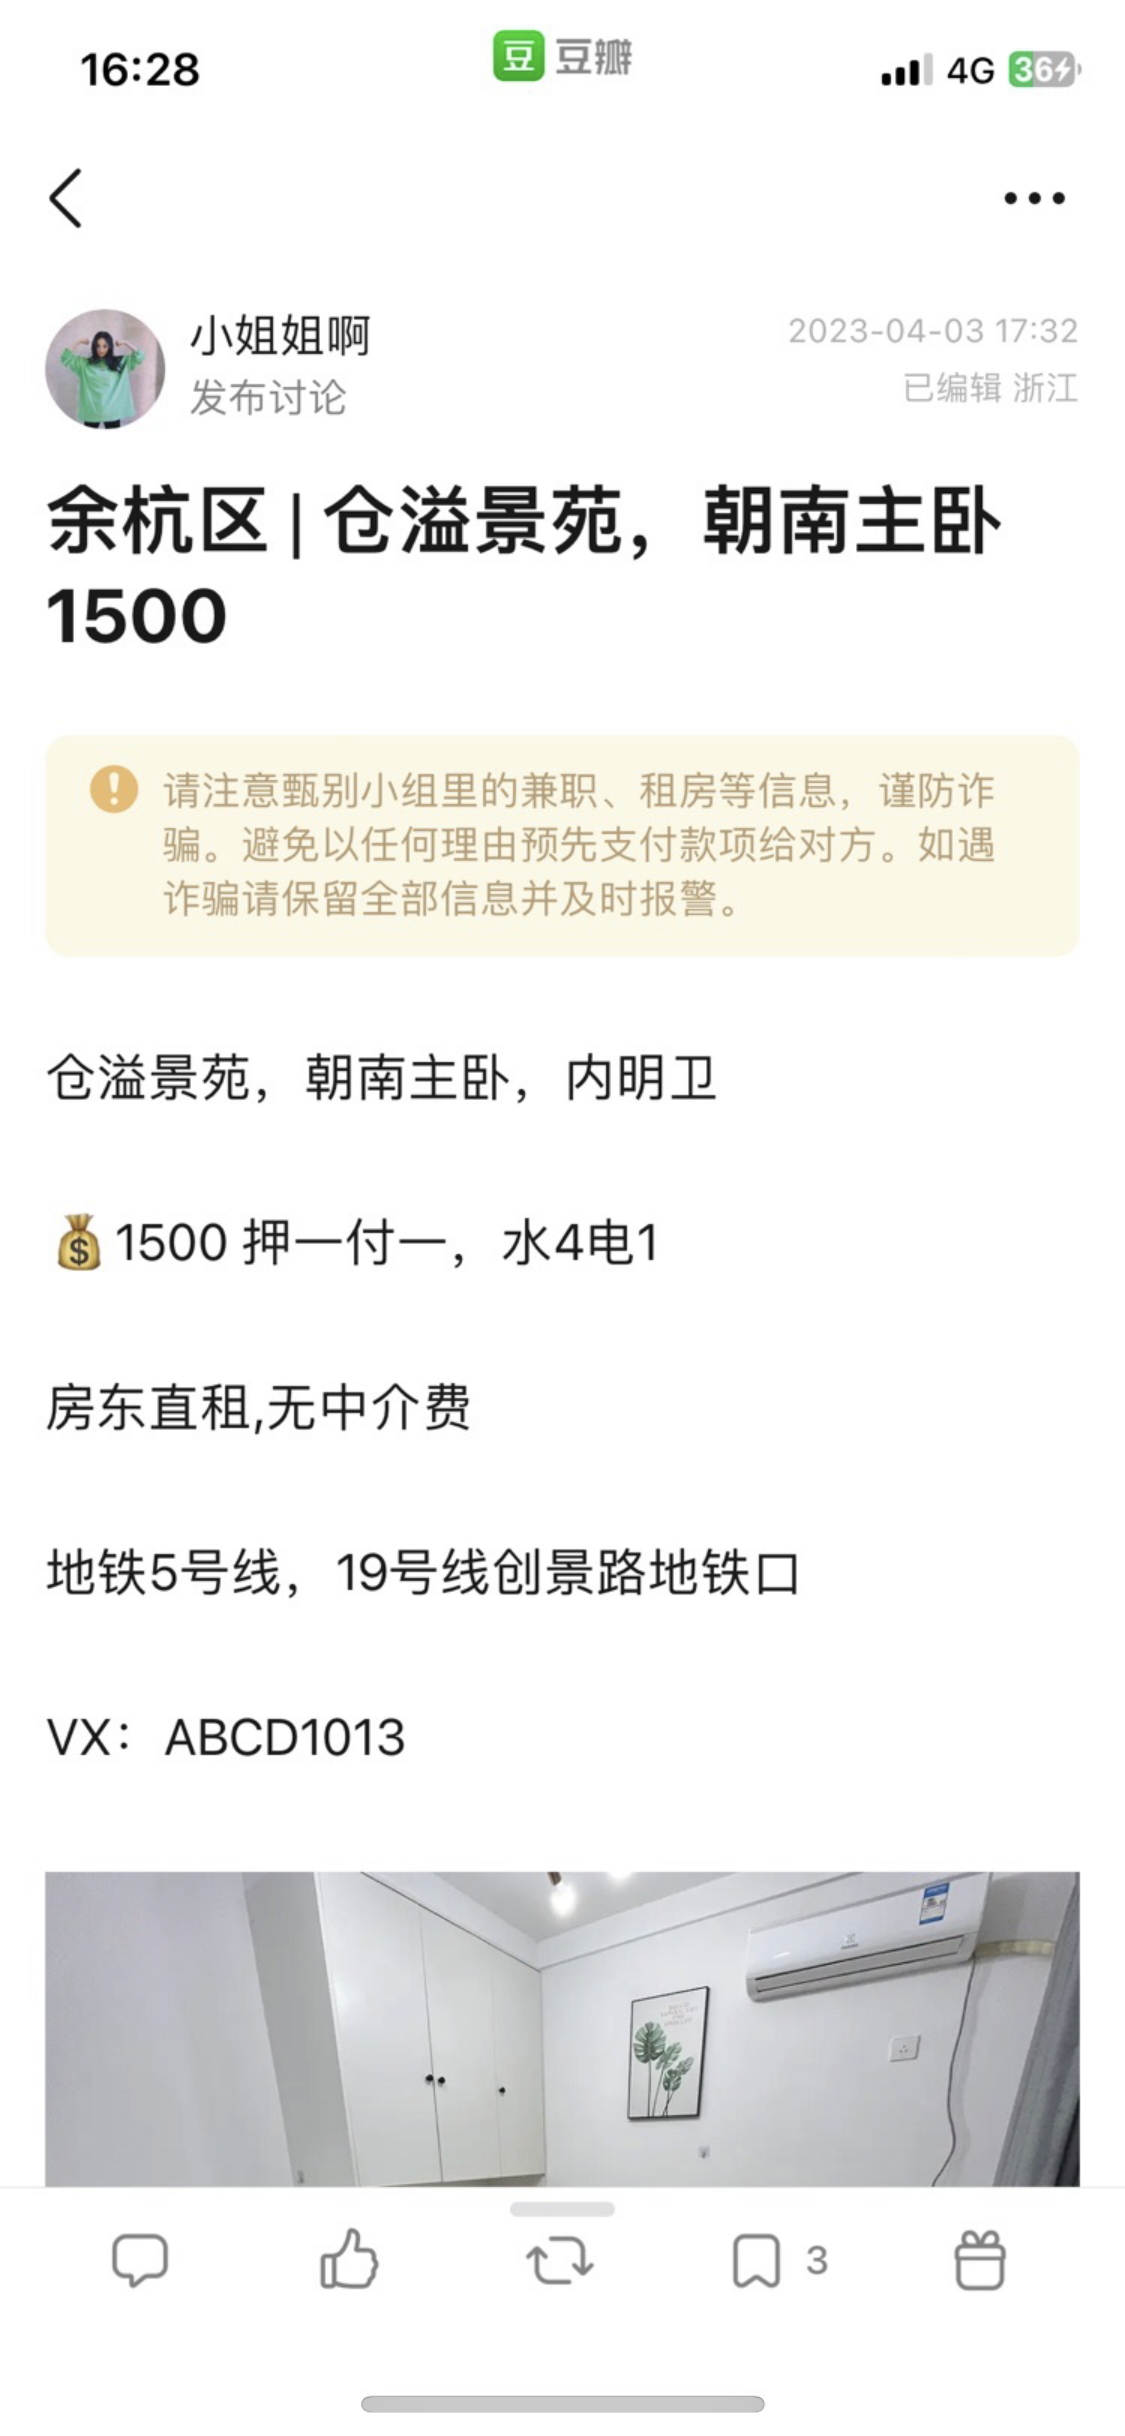 16:28
豆 豆瓣
4G 36
小姐姐啊
发布讨论
2023-04-03 17:32
已编辑 浙江
余杭区 | 仓溢景苑，朝南主卧
1500
请注意甄别小组里的兼职、租房等信息，谨防诈
骗。避免以任何理由预先支付款项给对方。如遇
诈骗请保留全部信息并及时报警。
仓溢景苑，朝南主卧，内明卫
💰1500 押一付一，水4电1
房东直租,无中介费
地铁5号线，19号线创景路地铁口
VX：ABCD1013
3